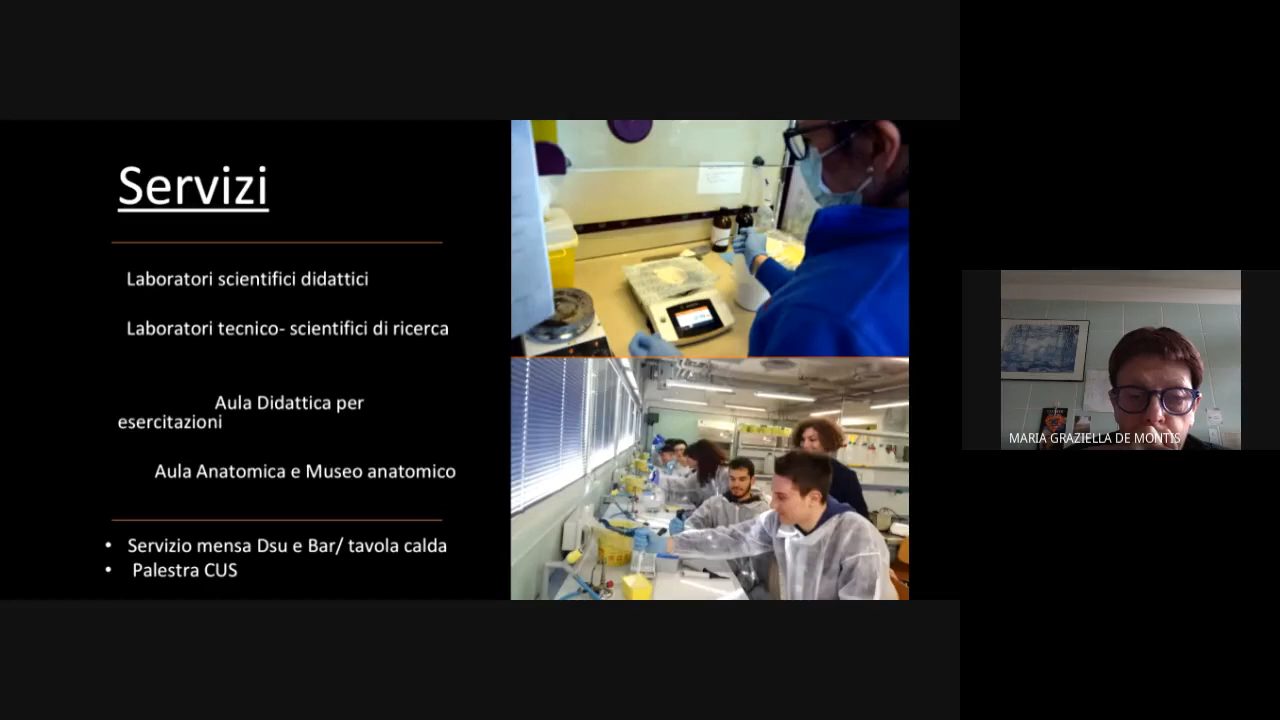 Servizi
Laboratori scientifici didattici
Laboratori tecnico- scientifici di ricerca
Aula Didattica per
esercitazioni
Aula Anatomica e Museo anatomico
• Servizio mensa Dsu e Bar/ tavola calda
• Palestra CUS
MARIA GRAZIELLA DE MONTIS